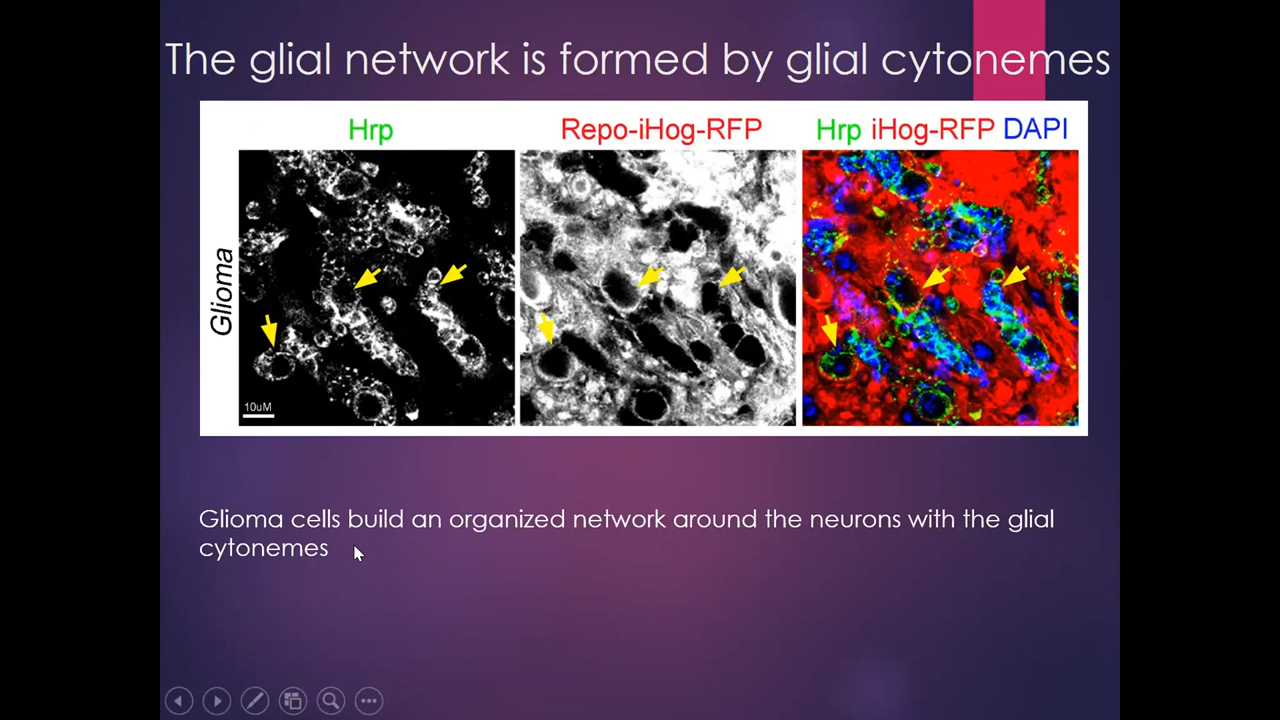 The glial network is formed by glial cytonemes
Hrp
Repo-iHog-RFP
Hrp iHog-RFP DAPI
Glioma
10uM
Glioma cells build an organized network around the neurons with the glial
cytonemes